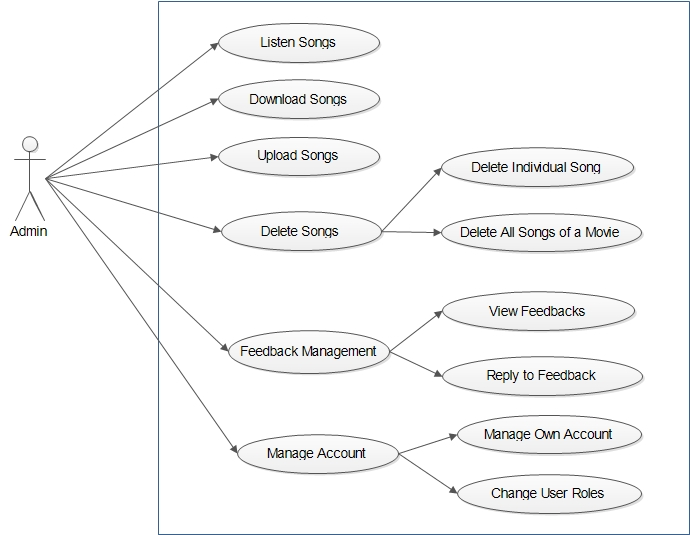 Listen Songs
Download Songs
Upload Songs
Delete Individual Song
Admin
Delete Songs
Delete All Songs of a Movie
View Feedbacks
Feedback Management
Reply to Feedback
Manage Own Account
Manage Account
Change User Roles